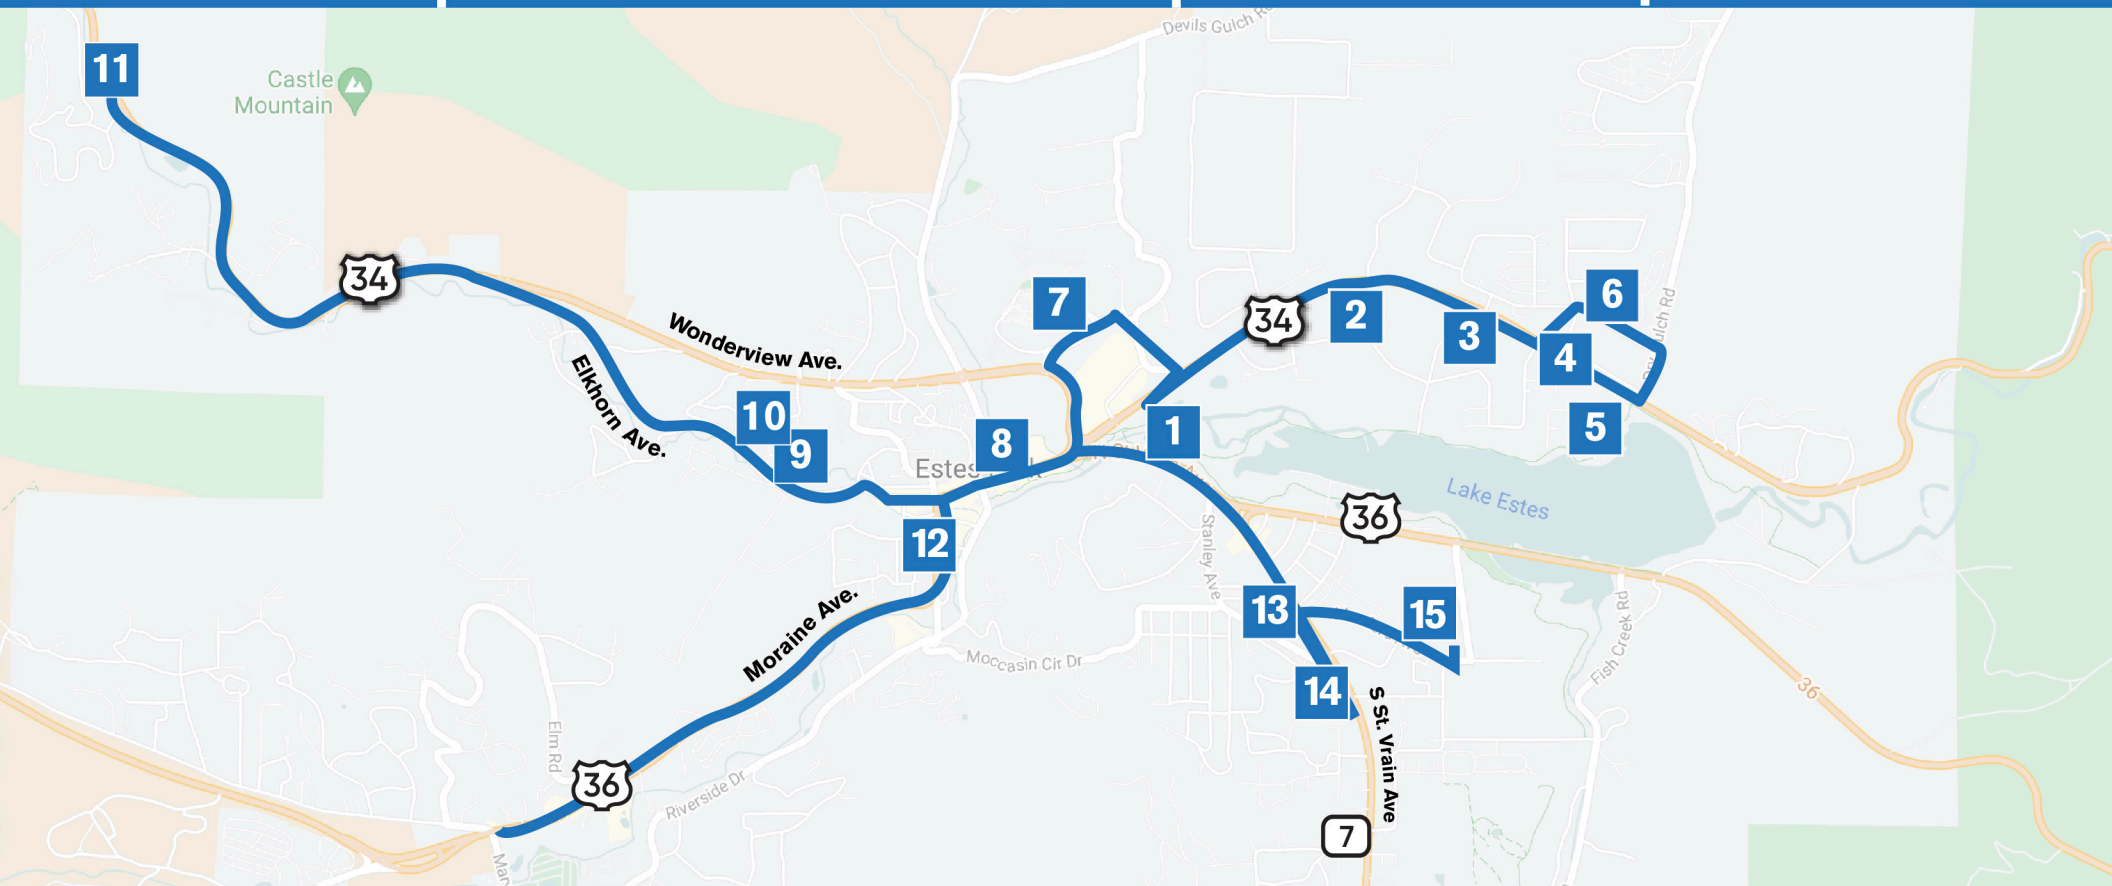 Devils Gulch Rd
11
Castle
Mountain
34
7
6
2
34
3
4
Wonderview Ave.
Elkhorn Ave.
10
9
8
1
5
Estes
Lake Estes
36
Stanley Ave
12
13
15
Moraine Ave.
Moccasin Cir Dr
Fish Creek Rd
14
36
S St. Vrain Ave
Elm Rd
36
Riverside Dr
7